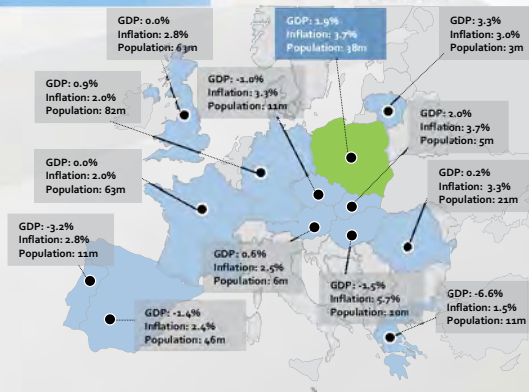 GDP: 0.0%
Inflation: 2.8%
Population: 63m
GDP: 1.9%
Inflation: 3.7%
Population: 38m
GDP: 3.3%
Inflation: 3.0%
Population: 3m
GDP: 0.9%
Inflation: 2.0%
Population: 82m
GDP: -1.0%
Inflation: 3.3%
Population: 11m
GDP: 2.0%
Inflation: 3.7%
Population: 5m
GDP: 0.0%
Inflation: 2.0%
Population: 63m
GDP: 0.2%
Inflation: 3.3%
Population: 21m
GDP: -3.2%
Inflation: 2.8%
Population: 11m
GDP: 0.6%
Inflation: 2.5%
Population: 6m
GDP: -1.5%
Inflation: 5.7%
Population: 10m
GDP: -6.6%
Inflation: 1.5%
Population: 11m
GDP: -1.4%
Inflation: 2.4%
Population: 46m